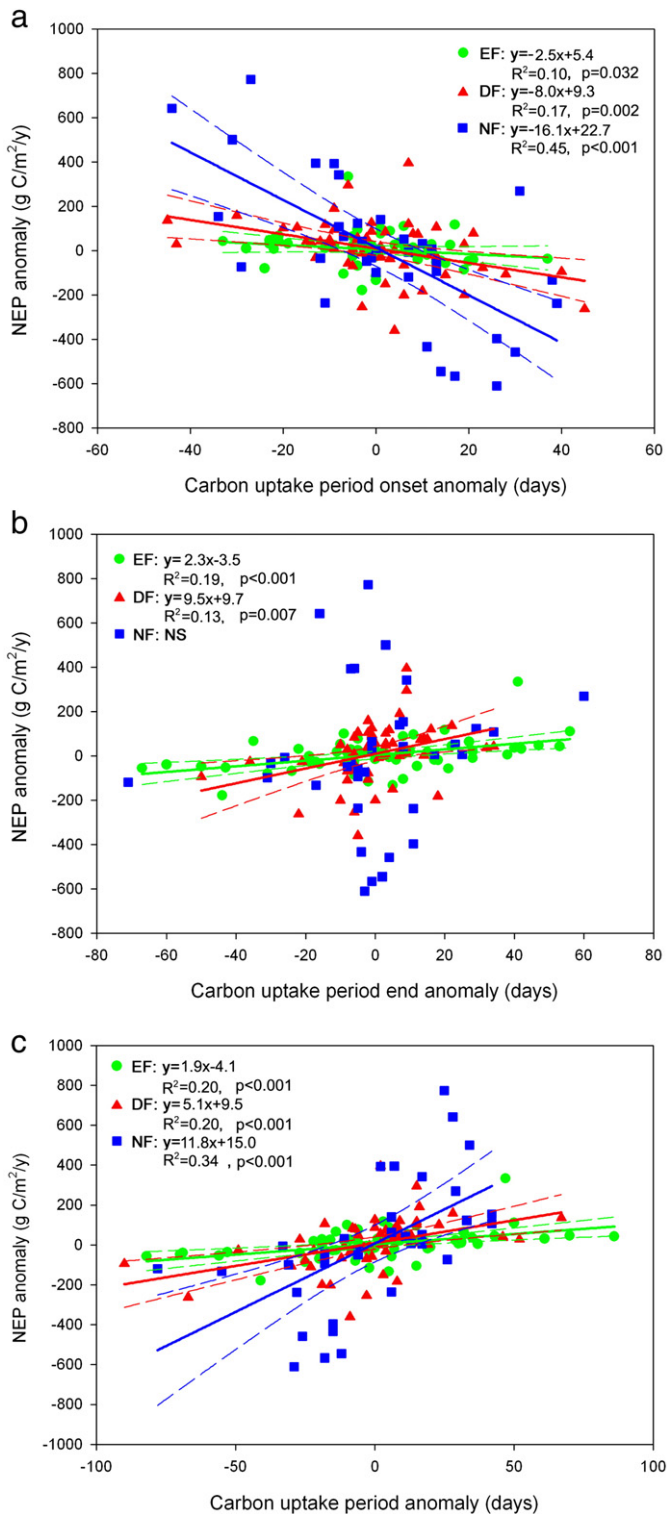 a
1000
800
600
400
200
0
-200
-400
-600
-800
NEP anomaly (g C/m²/y)
EF: y=-2.5x+5.4
R²=0.10, p=0.032
DF: y=-8.0x+9.3
R²=0.17, p=0.002
NF: y=-16.1x+22.7
R²=0.45, p<0.001
-60 -40 -20 0 20 40 60
Carbon uptake period onset anomaly (days)
b
1000
800
600
400
200
0
-200
-400
-600
-800
NEP anomaly (g C/m²/y)
EF: y= 2.3x-3.5
R²=0.19, p<0.001
DF: y=9.5x+9.7
R²=0.13, p=0.007
NF: NS
-80 -60 -40 -20 0 20 40 60 80
Carbon uptake period end anomaly (days)
c
1000
800
600
400
200
0
-200
-400
-600
-800
-1000
NEP anomaly (g C/m²/y)
EF: y=1.9x-4.1
R²=0.20, p<0.001
DF: y=5.1x+9.5
R²=0.20, p<0.001
NF: y=11.8x+15.0
R²=0.34 , p<0.001
-100 -50 0 50 100
Carbon uptake period anomaly (days)